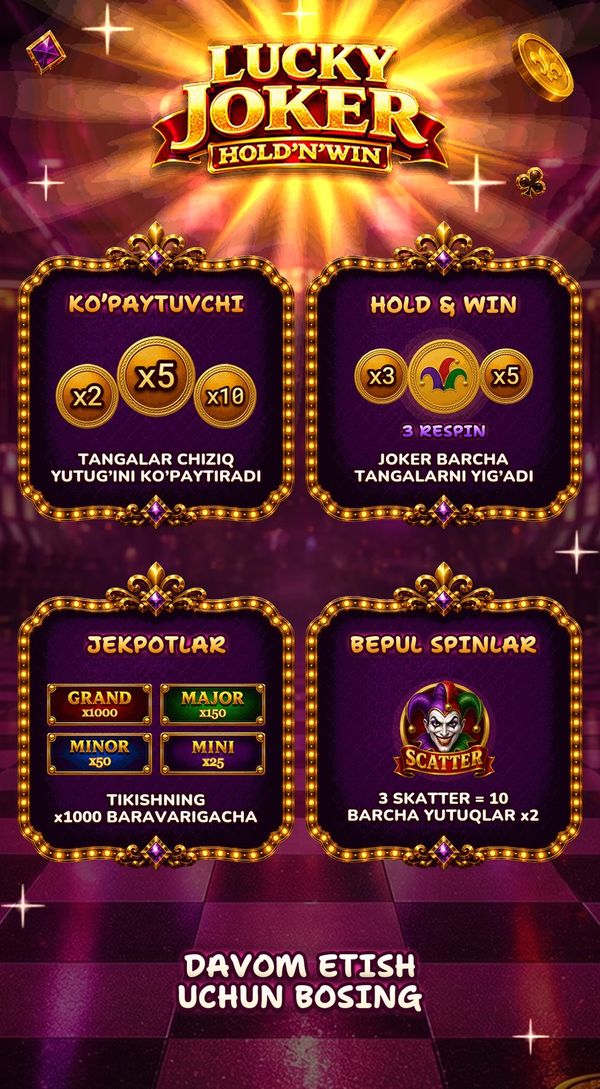 LUCKY
JOKER
HOLD'N'WIN
KO'PAYTUVCHI
x2
x5
x10
TANGALAR CHIZIQ
YUTUG'INI KO'PAYTIRADI
HOLD & WIN
x3
x5
3 RESPIN
JOKER BARCHA
TANGALARNI YIG'ADI
JEKPOTLAR
GRAND
x1000
MAJOR
x150
MINOR
x50
MINI
x25
TIKISHNING
x1000 BARAVARIGACHA
BEPUL SPINLAR
SCATTER
3 SKATTER = 10
BARCHA YUTUQLAR x2
DAVOM ETISH
UCHUN BOSING